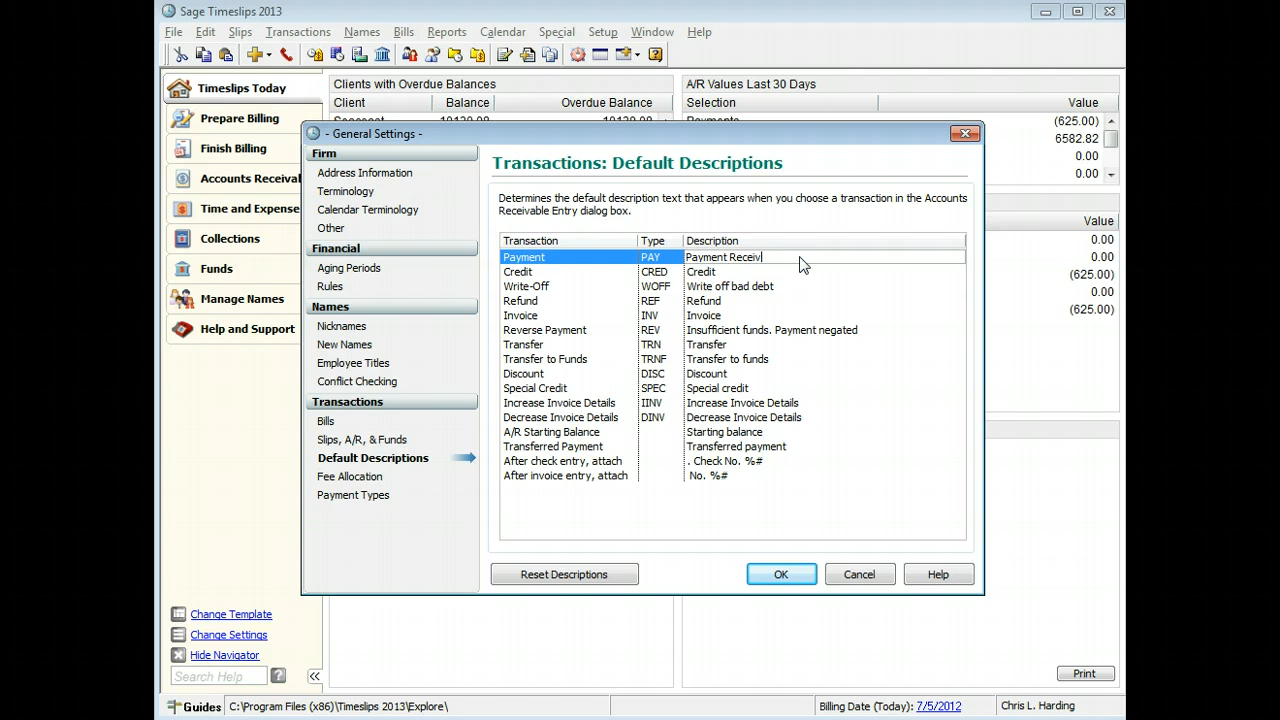 Sage Timeslips 2013
File Edit Slips Transactions Names Bills Reports Calendar Special Setup Window Help
Timeslips Today
Prepare Billing
Finish Billing
Accounts Receival
Time and Expense
Collections
Funds
Manage Names
Help and Support
Change Template
Change Settings
Hide Navigator
Search Help
Clients with Overdue Balances
Client Balance Overdue Balance
A/R Values Last 30 Days
Selection Value
(625.00)
6582.82
0.00
0.00
Value
0.00
0.00
(625.00)
0.00
(625.00)
Print
- General Settings -
Firm
Address Information
Terminology
Calendar Terminology
Other
Financial
Aging Periods
Rules
Names
Nicknames
New Names
Employee Titles
Conflict Checking
Transactions
Bills
Slips, A/R, & Funds
Default Descriptions
Fee Allocation
Payment Types
Transactions: Default Descriptions
Determines the default description text that appears when you choose a transaction in the Accounts
Receivable Entry dialog box.
Transaction Type Description
Payment PAY Payment Receiv
Credit CRED Credit
Write-Off WOFF Write off bad debt
Refund REF Refund
Invoice INV Invoice
Reverse Payment REV Insufficient funds. Payment negated
Transfer TRN Transfer
Transfer to Funds TRNF Transfer to funds
Discount DISC Discount
Special Credit SPEC Special credit
Increase Invoice Details IINV Increase Invoice Details
Decrease Invoice Details DINV Decrease Invoice Details
A/R Starting Balance Starting balance
Transferred Payment Transferred payment
After check entry, attach . Check No. %#
After invoice entry, attach No. %#
Reset Descriptions OK Cancel Help
Guides C:\Program Files (x86)\Timeslips 2013\Explore\ Billing Date (Today): 7/5/2012 Chris L. Harding